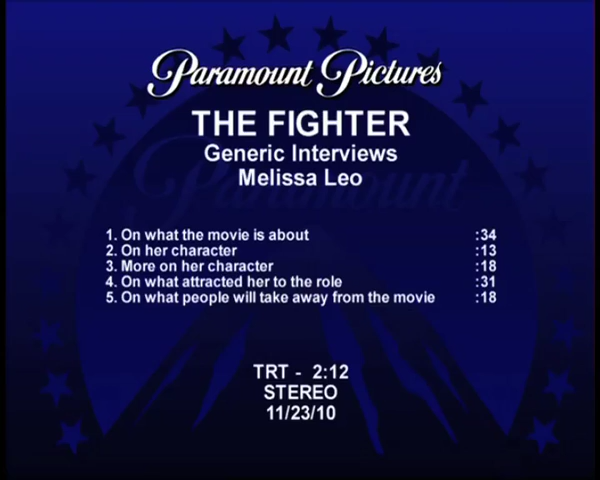 Paramount Pictures
THE FIGHTER
Generic Interviews
Melissa Leo
Paramount
1. On what the movie is about :34
2. On her character :13
3. More on her character :18
4. On what attracted her to the role :31
5. On what people will take away from the movie :18
TRT - 2:12
STEREO
11/23/10